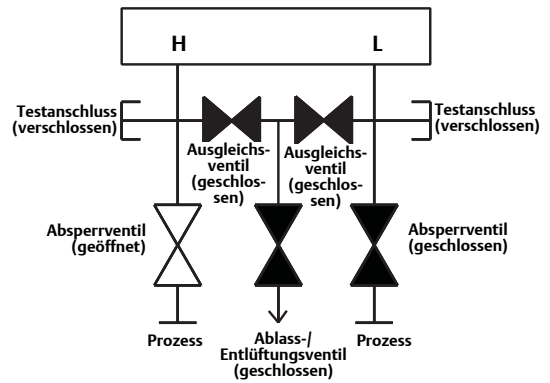 H
L
Testanschluss
(verschlossen)
Testanschluss
(verschlossen)
Ausgleichs-
ventil
(geschlos-
sen)
Ausgleichs-
ventil
(geschlos-
sen)
Absperrventil
(geöffnet)
Absperrventil
(geschlossen)
Prozess
Ablass-/
Entlüftungsventil
(geschlossen)
Prozess